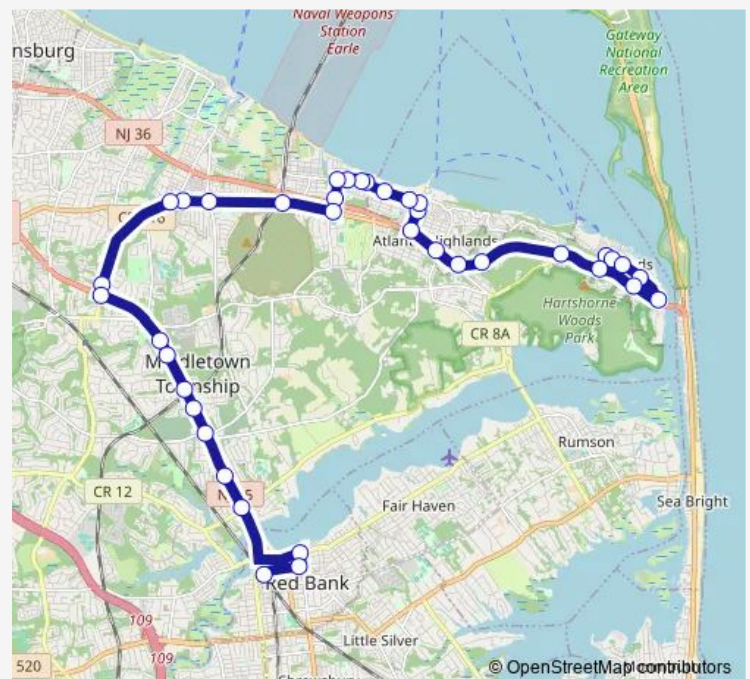 Naval Weapons
Station
Earle
Gateway
National
Recreation
Area
nsburg
NJ 36
Highlands
ds
Hartshorne
Woods
Park
CR 8A
Township
Rumson
CR 12
Fair Haven
Sea Bright
Red Bank
109
109
Little Silver
520
© OpenStreetMap contributors